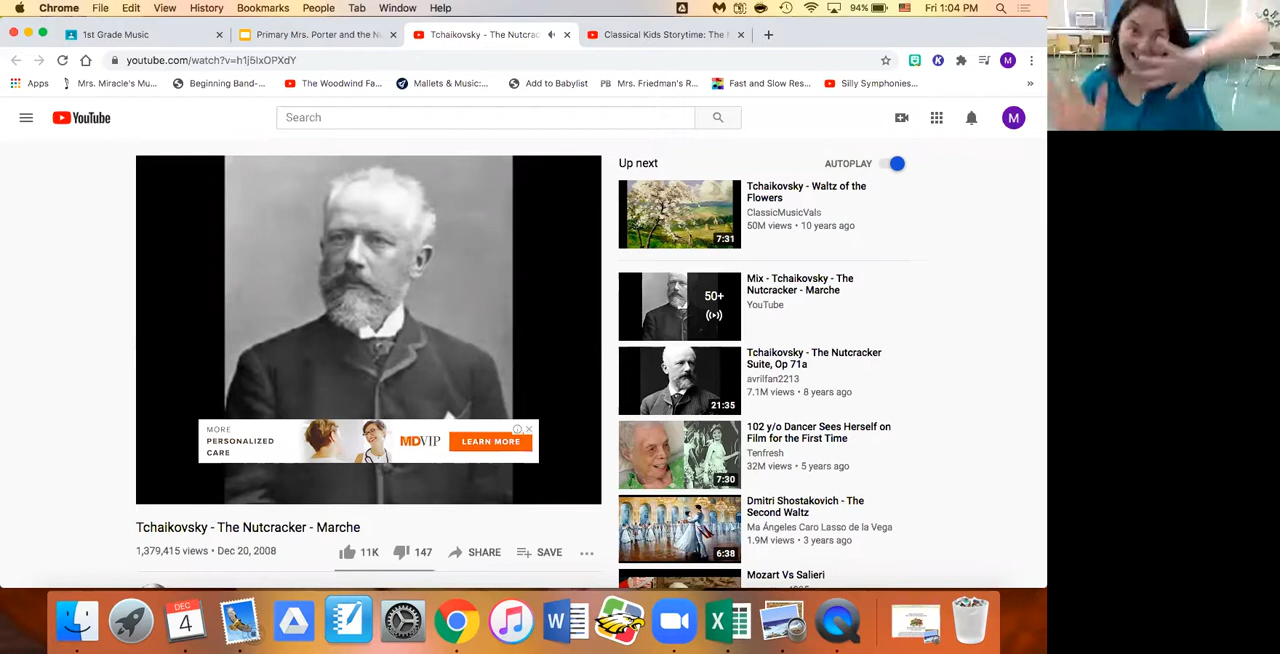 Chrome File Edit View History Bookmarks People Tab Window Help 94% Fri 1:04 PM
1st Grade Music Primary Mrs. Porter and the N Tchaikovsky - The Nutcrac Classical Kids Storytime: The
youtube.com/watch?v=h1j5IxOPXdY M
Apps Mrs. Miracle's Mu... Beginning Band-... The Woodwind Fa... Mallets & Music:... Add to Babylist PB Mrs. Friedman's R... Fast and Slow Res... Silly Symphonies... »
YouTube Search M
Up next AUTOPLAY
Tchaikovsky - Waltz of the
Flowers
ClassicMusicVals
50M views • 10 years ago
7:31
Mix - Tchaikovsky - The
Nutcracker - Marche
YouTube
50+
Tchaikovsky - The Nutcracker
Suite, Op 71a
avrilfan2213
7.1M views • 8 years ago
21:35
102 y/o Dancer Sees Herself on
Film for the First Time
Tenfresh
32M views • 5 years ago
7:30
Dmitri Shostakovich - The
Second Waltz
Ma Ángeles Caro Lasso de la Vega
1.9M views • 3 years ago
6:38
Mozart Vs Salieri
MORE
PERSONALIZED
CARE
MDVIP
LEARN MORE
Tchaikovsky - The Nutcracker - Marche
1,379,415 views • Dec 20, 2008
11K 147 SHARE SAVE
DEC
4
W X